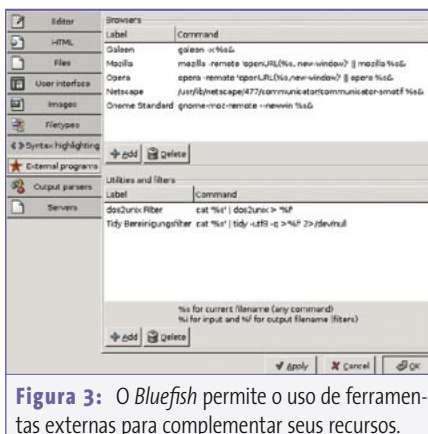 Editor
HTML
Files
User interface
Images
Filetypes
Syntax highlighting
External programs
Output parsers
Servers
Browsers
Label Command
Galeon galeon -x %s&
Mozilla mozilla -remote 'openURL(%s, new-window)' || mozilla %s&
Opera opera -remote 'openURL(%s,new-window)' || opera %s&
Netscape /usr/lib/netscape/477/communicator/communicator-smotif %s&
Gnome Standard gnome-moz-remote --newwin %s&
Add Delete
Utilities and filters
Label Command
dos2unix Filter cat '%s' | dos2unix > '%f'
Tidy Bereinigungsfilter cat '%s' | tidy -utf8 -q >'%f' 2>/dev/null
%s for current filename (any command)
%i for input and %f for output filename (filters)
Add Delete
Apply Cancel OK
Figura 3: O Bluefish permite o uso de ferramen-
tas externas para complementar seus recursos.